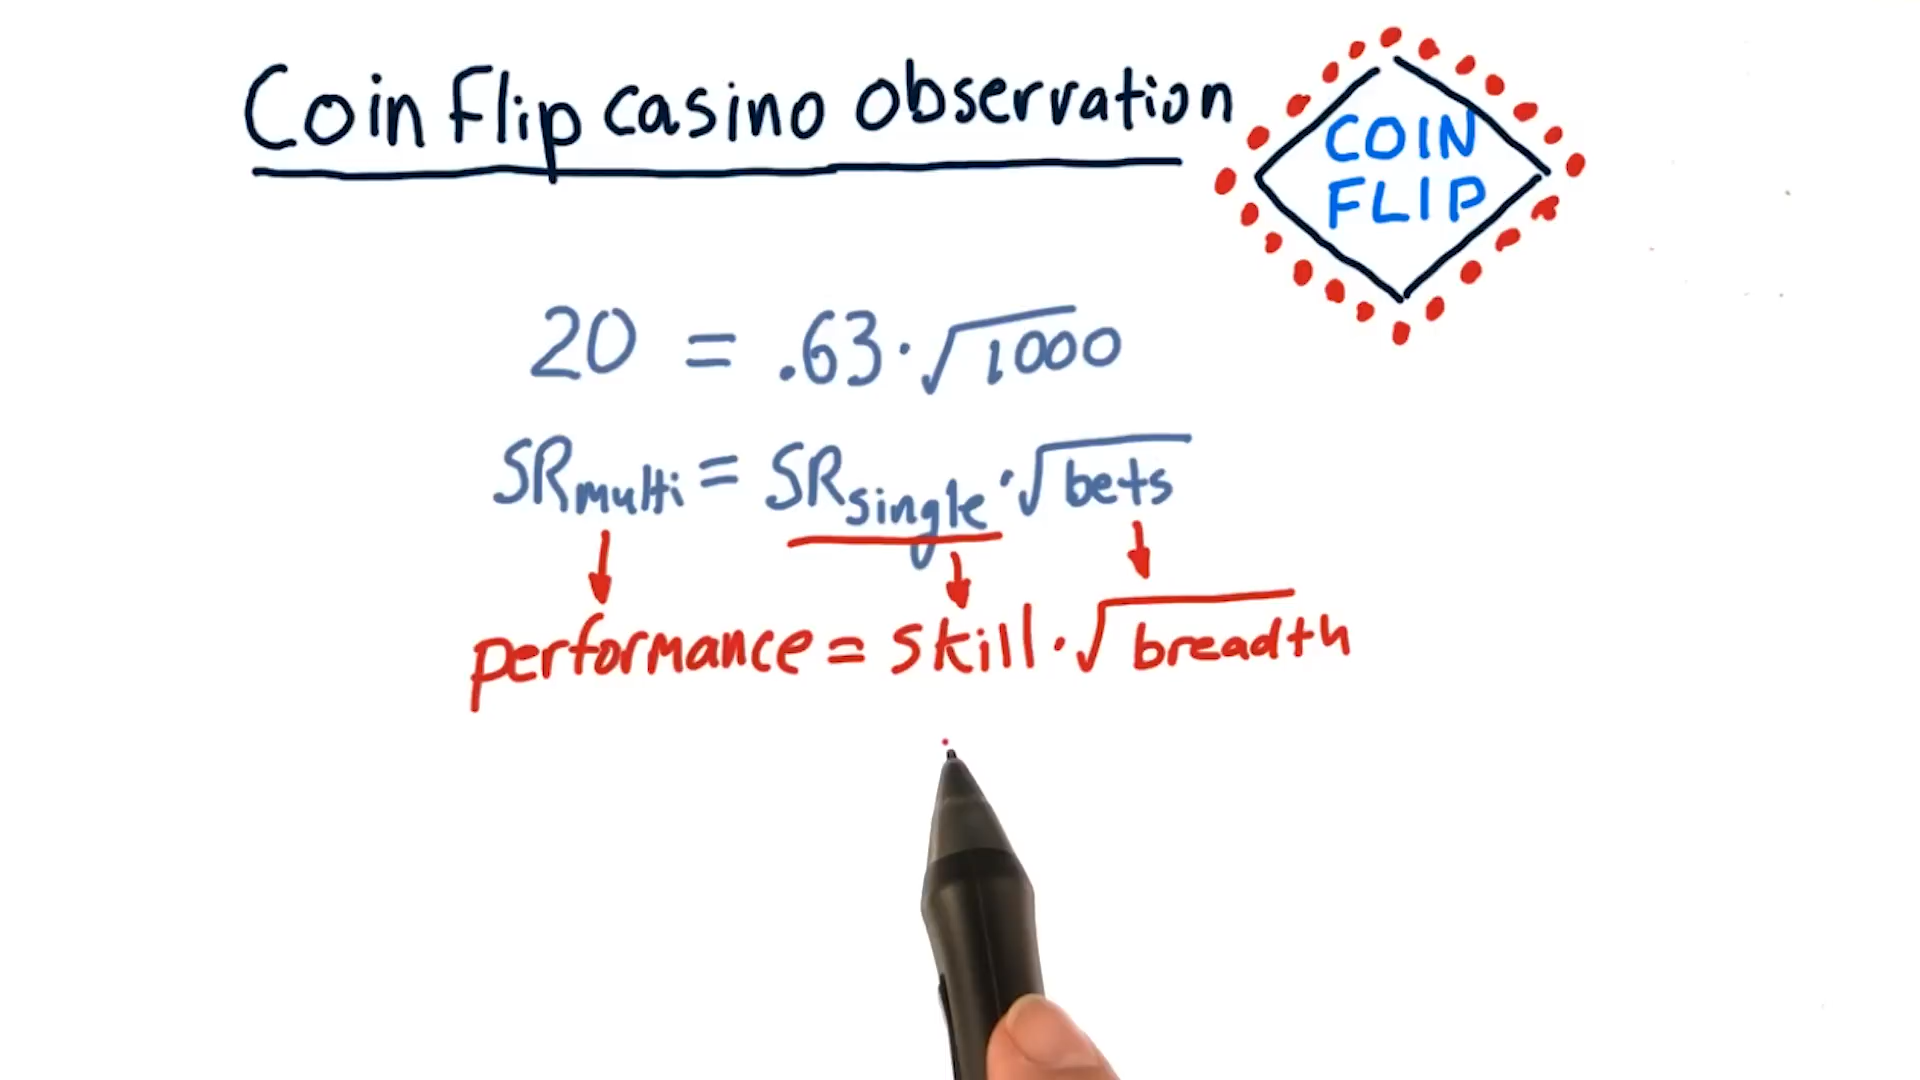 Coin Flip casino observation
COIN
FLIP
20 = .63 · √1000
SRmulti = SRsingle · √bets
performance = skill · √breadth